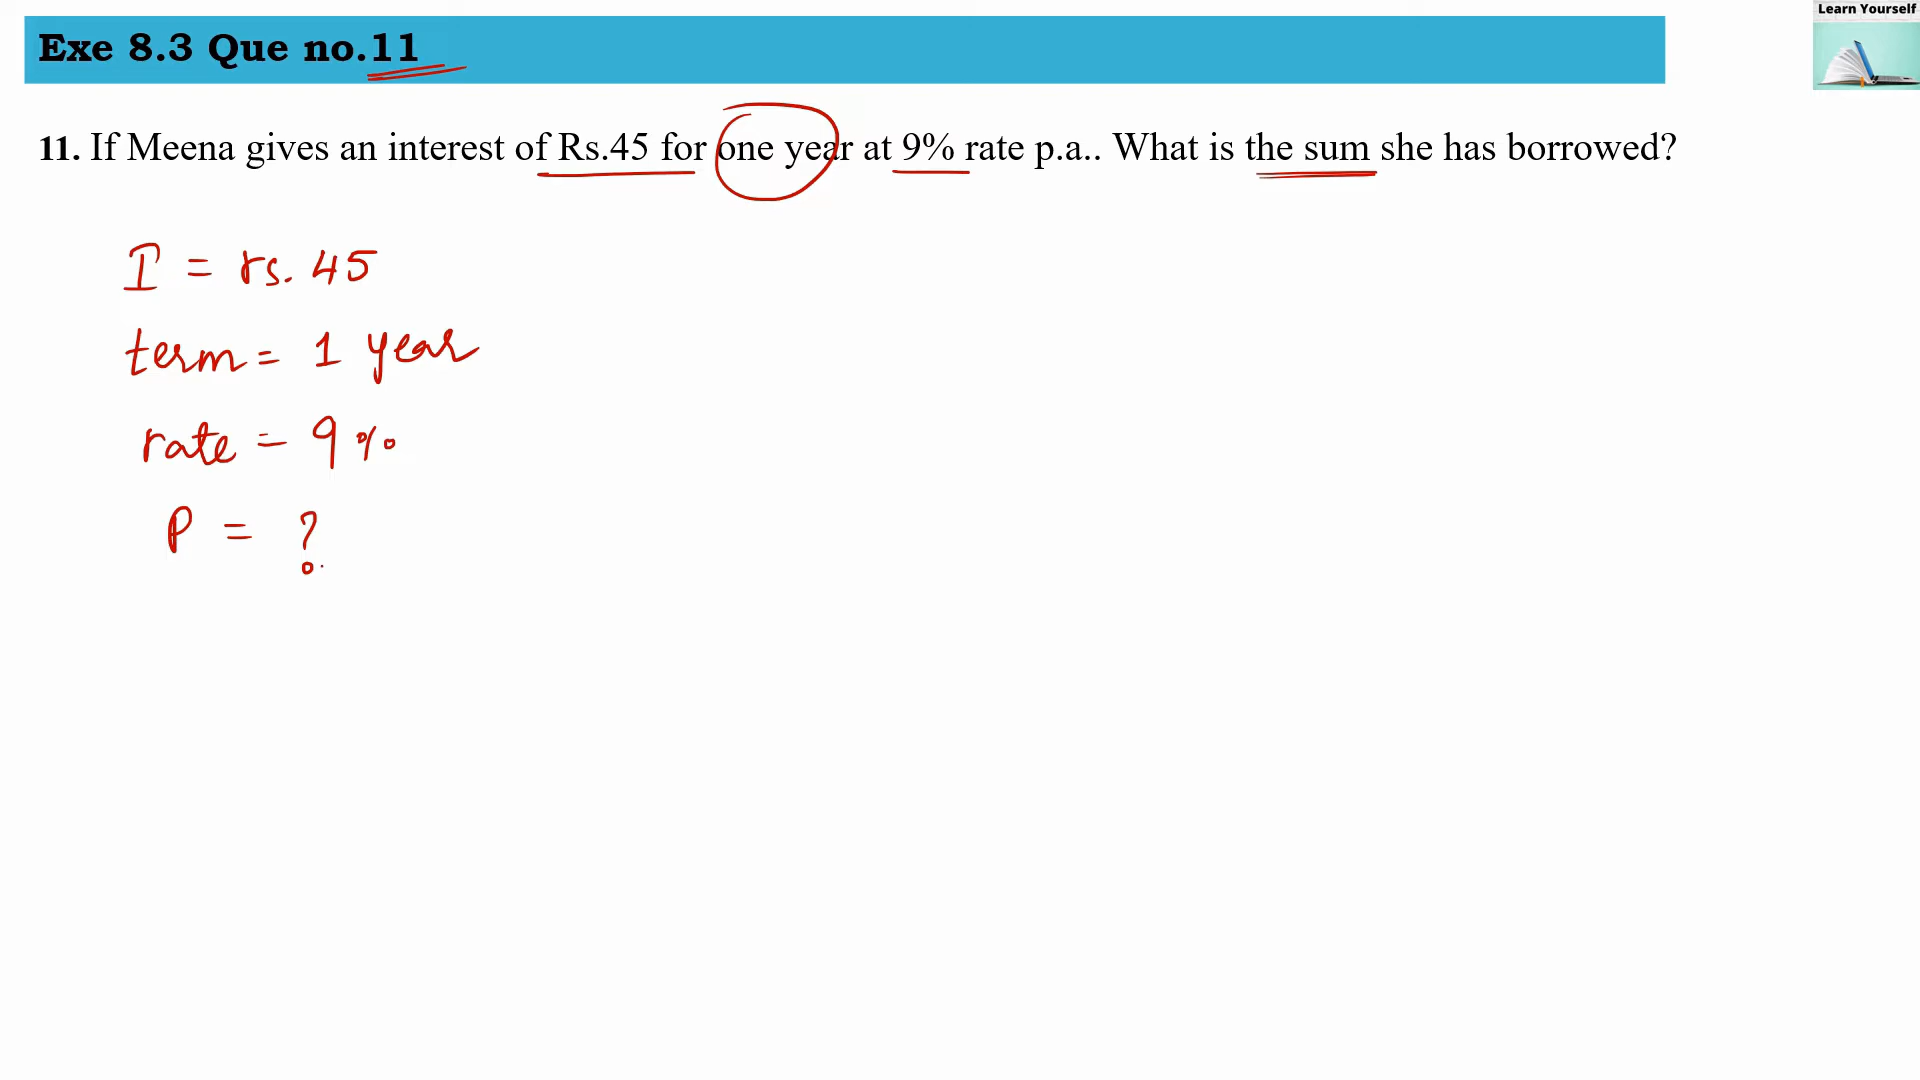 Learn Yourself
Exe 8.3 Que no.11
11. If Meena gives an interest of Rs.45 for one year at 9% rate p.a.. What is the sum she has borrowed?
I = rs. 45
term = 1 year
rate = 9%
P = ?